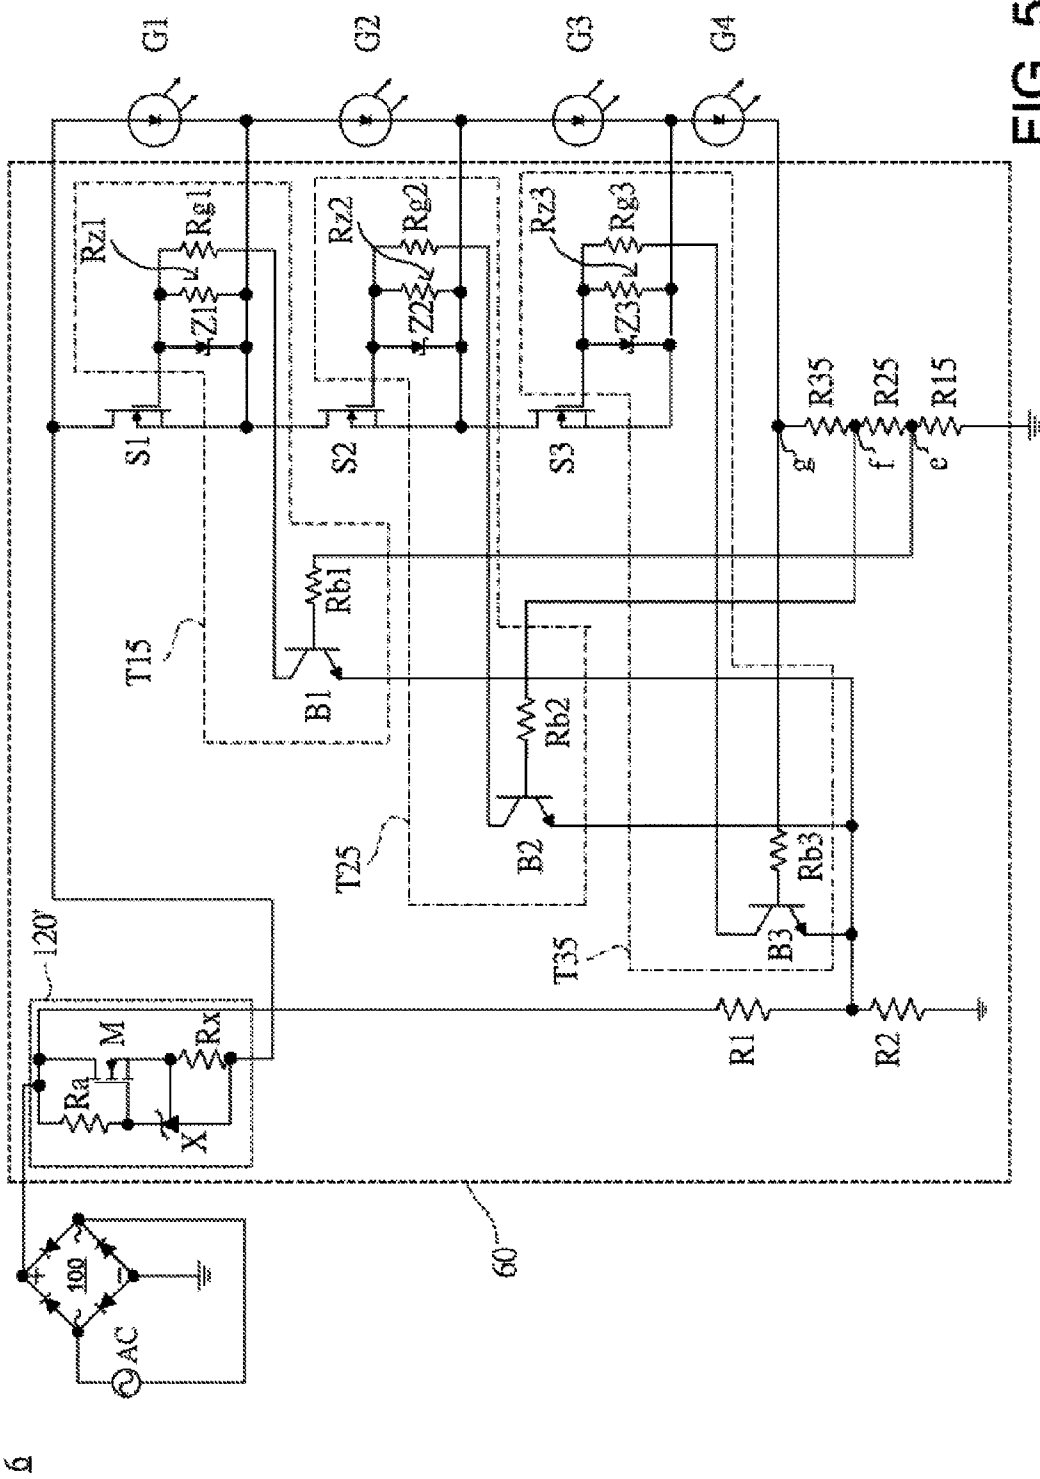 6
AC
100
+
~
~
−
60
120'
Ra
M
X
Rx
T15
S1
Rz1
Z1
Rg1
G1
B1
Rb1
T25
S2
Rz2
Z2
Rg2
G2
B2
Rb2
T35
S3
Rz3
Z3
Rg3
G3
B3
Rb3
G4
R1
R2
g
R35
f
R25
e
R15
FIG. 5